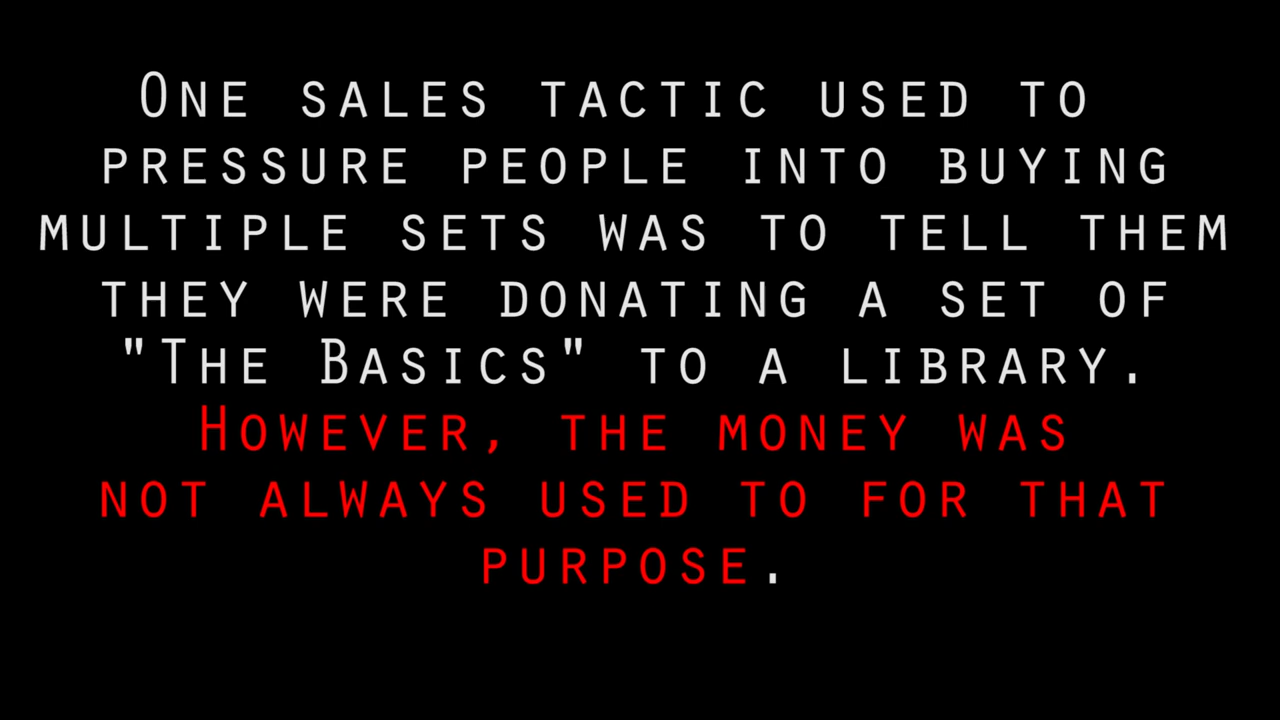 One sales tactic used to
pressure people into buying
multiple sets was to tell them
they were donating a set of
"The Basics" to a library.
However, the money was
not always used to for that
purpose.